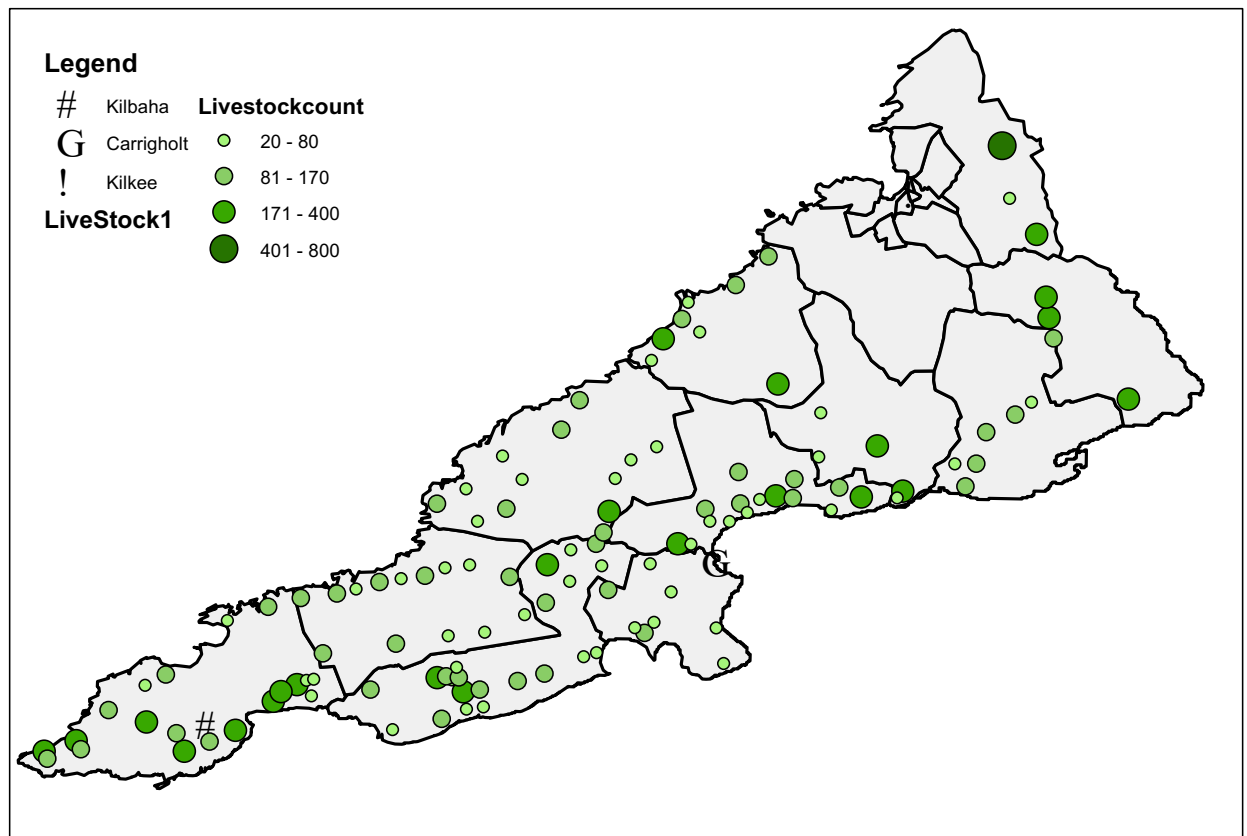 Legend
# Kilbaha
G Carrigholt
! Kilkee
LiveStock1
Livestockcount
20 - 80
81 - 170
171 - 400
401 - 800
G
#